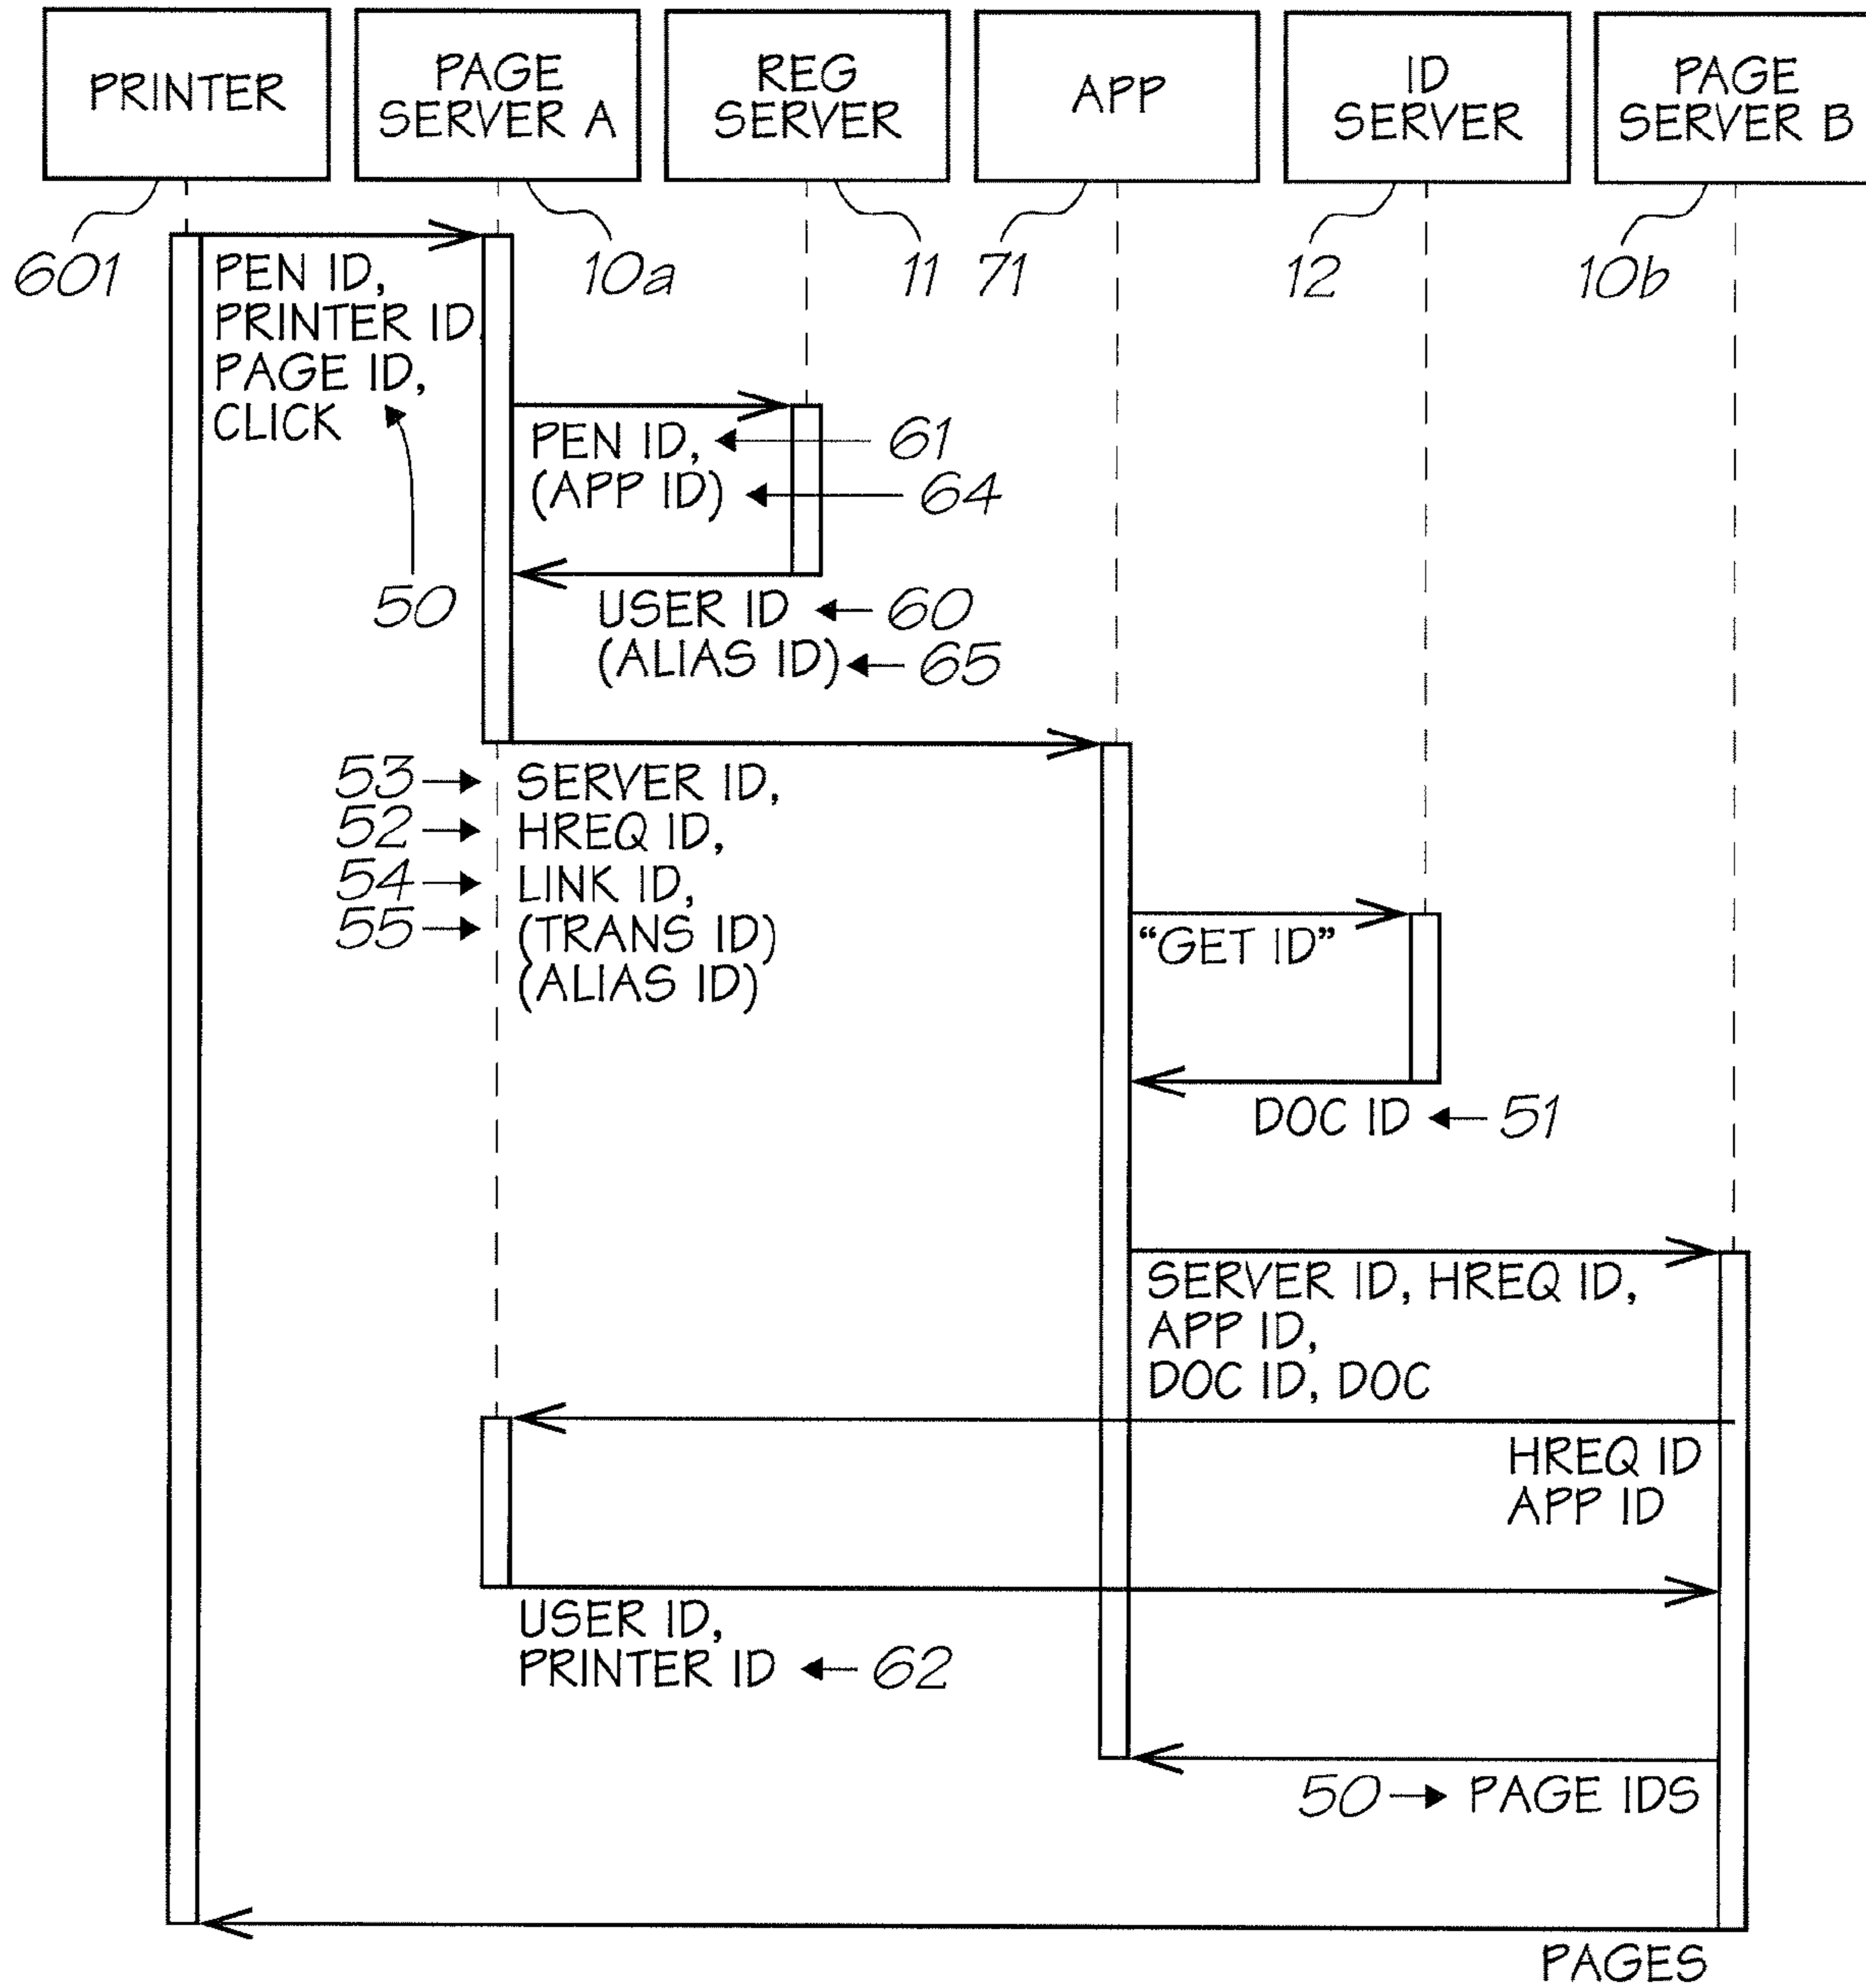 PRINTER
PAGE
SERVER A
REG
SERVER
APP
ID
SERVER
PAGE
SERVER B
601
10a
11
71
12
10b
PEN ID,
PRINTER ID
PAGE ID,
CLICK
50
PEN ID,
61
(APP ID)
64
USER ID
60
(ALIAS ID)
65
53
SERVER ID,
52
HREQ ID,
54
LINK ID,
55
(TRANS ID)
(ALIAS ID)
“GET ID”
DOC ID
51
SERVER ID, HREQ ID,
APP ID,
DOC ID, DOC
HREQ ID
APP ID
USER ID,
PRINTER ID
62
50
PAGE IDS
PAGES